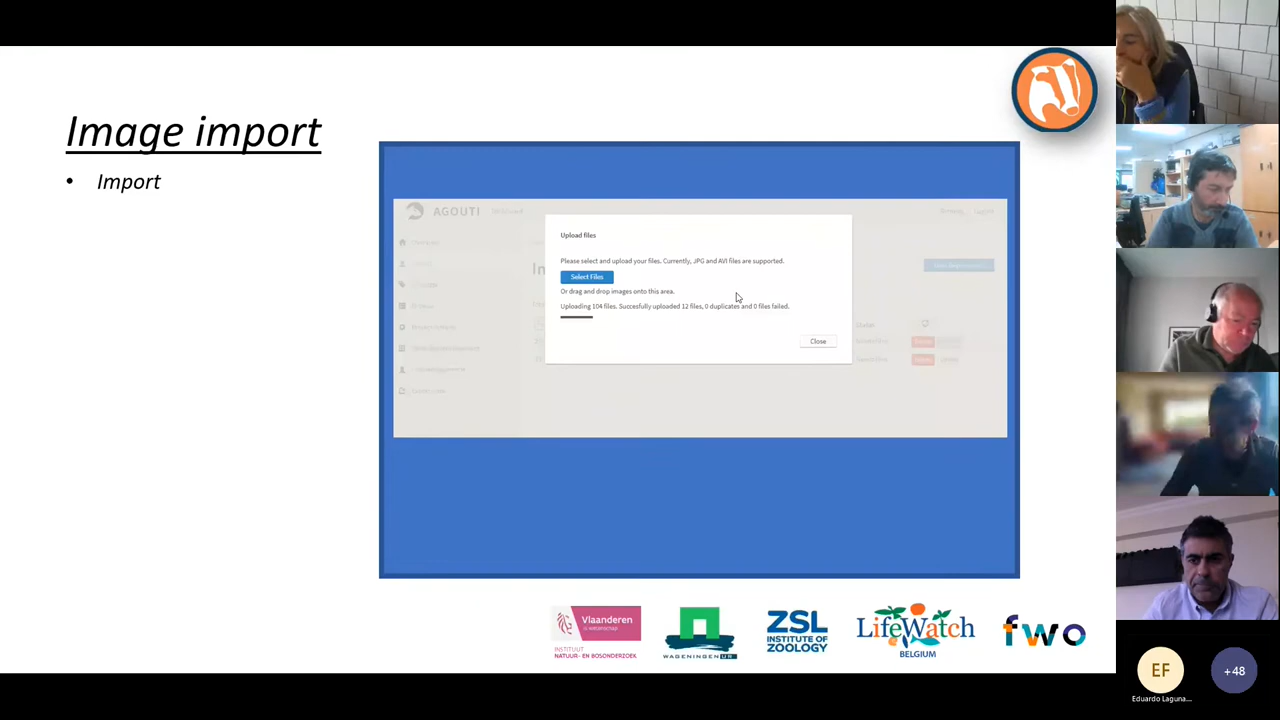 Image import
• Import
AGOUTI
Upload files
Please select and upload your files. Currently, JPG and AVI files are supported.
Select Files
Or drag and drop images onto this area.
Uploading 104 files. Succesfully uploaded 12 files, 0 duplicates and 0 files failed.
Close
Vlaanderen
is wetenschap
INSTITUUT
NATUUR- EN BOSONDERZOEK
WAGENINGEN UR
ZSL
INSTITUTE OF
ZOOLOGY
LifeWatch
BELGIUM
fwo
EF
Eduardo Laguna...
+48